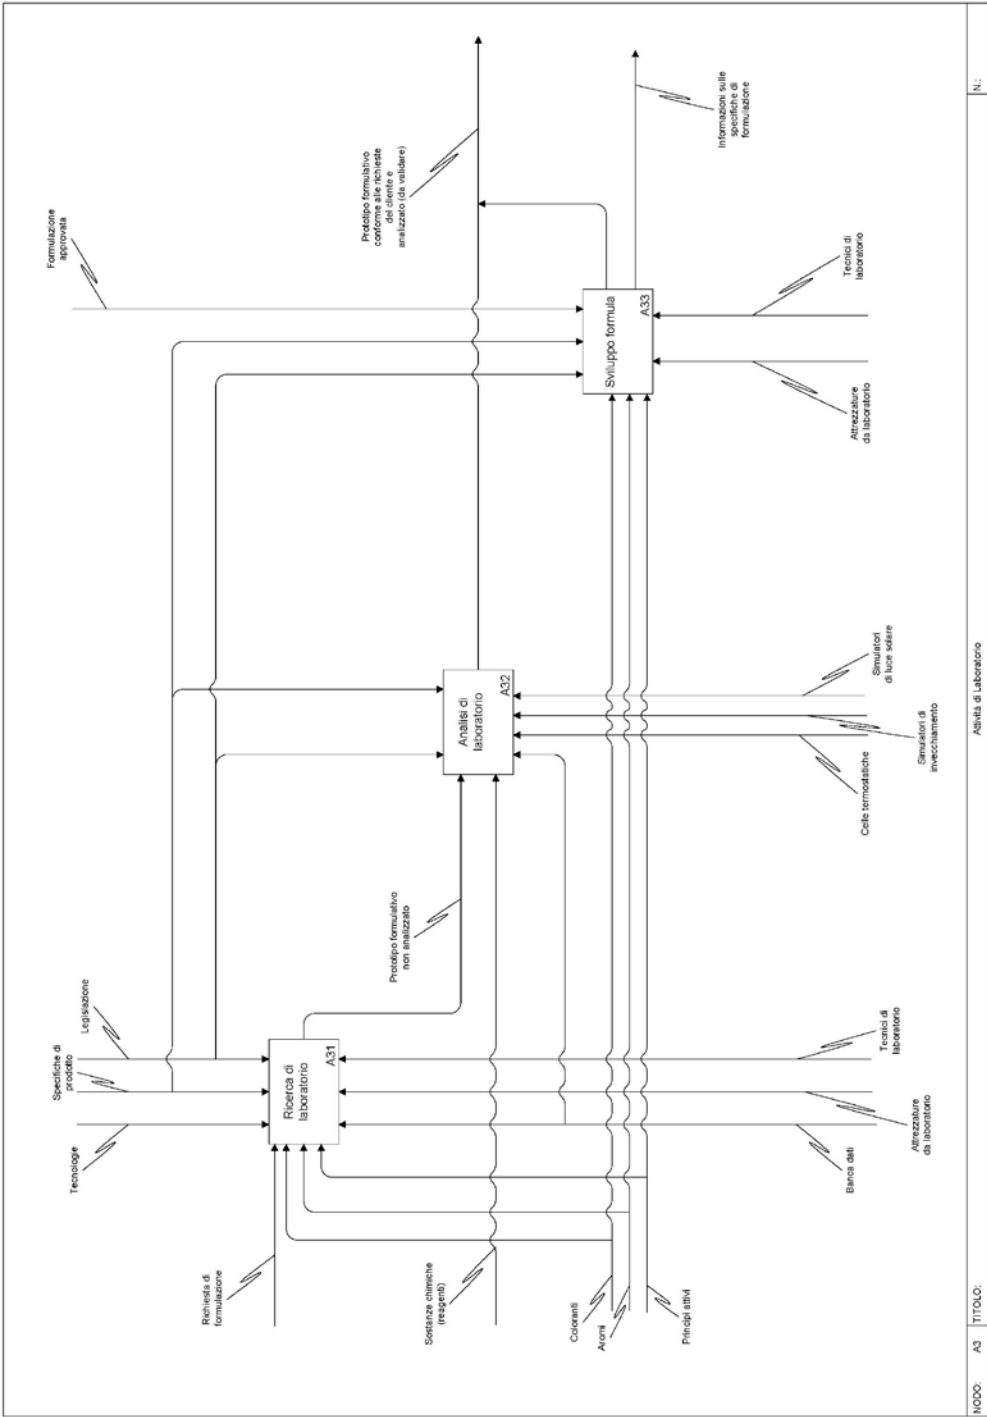 Tecnologie
Specifiche di
prodotto
Legislazione
Formulazione
approvata
Richiesta di
formulazione
Ricerca di
laboratorio
A31
Prototipo formulativo
non analizzato
Analisi di
laboratorio
A32
Prototipo formulativo
conforme alle richieste
del cliente e
analizzato (da validare)
Sostanze chimiche
(reagenti)
Coloranti
Aromi
Principi attivi
Sviluppo formula
A33
Informazioni sulle
specifiche di
formulazione
Banca dati
Attrezzature
da laboratorio
Tecnici di
laboratorio
Celle termostatiche
Simulatori di
invecchiamento
Simulatori
di luce solare
Attrezzature
da laboratorio
Tecnici di
laboratorio
NODO:
A3
TITOLO:
Attività di Laboratorio
N.: